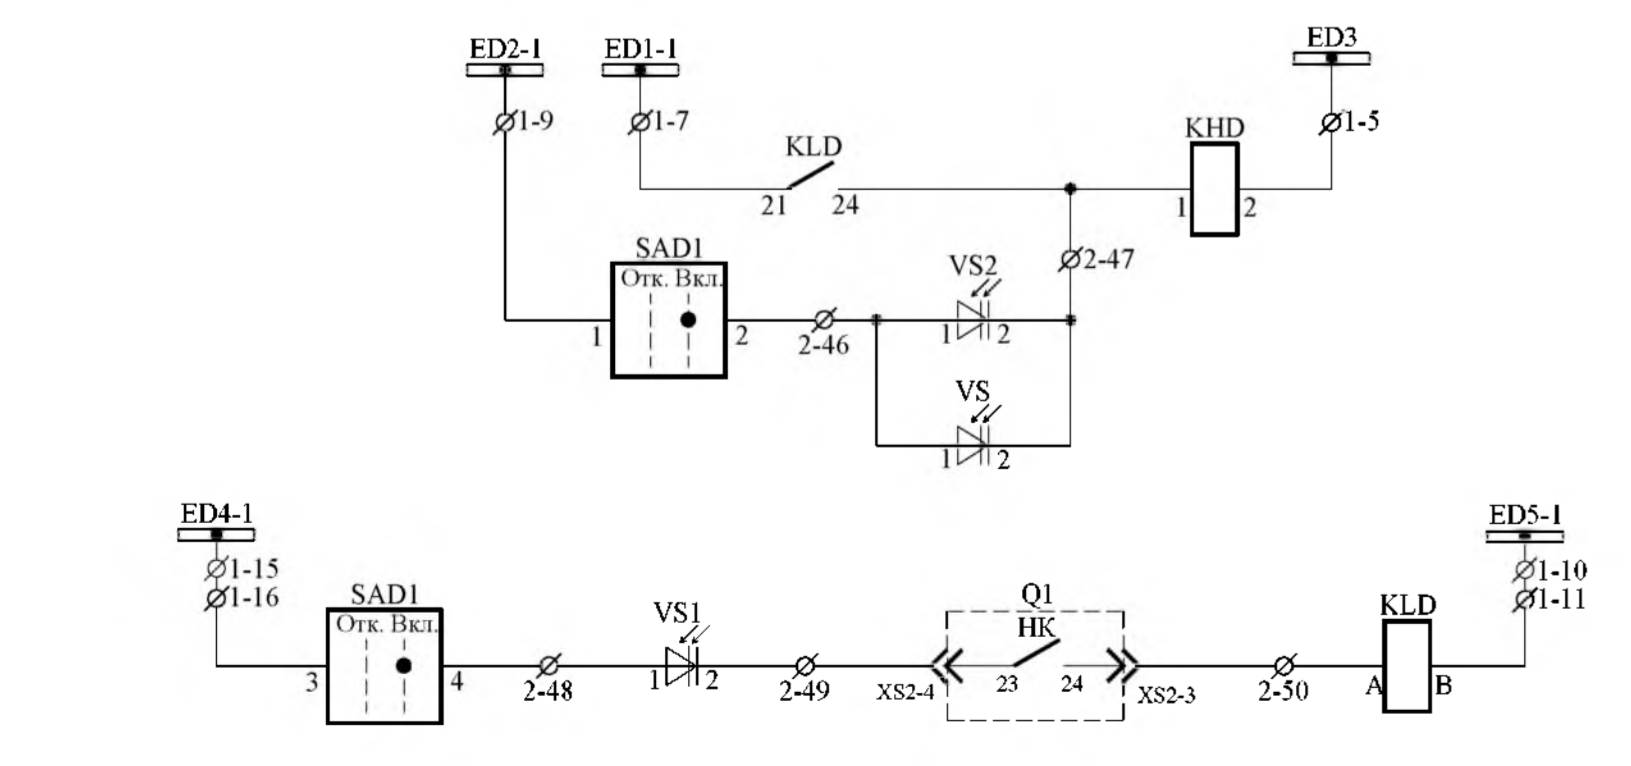 ED2-1 ED1-1 ED3
1-9 1-7 1-5
KLD KHD
21 24 1 2
SAD1
Отк. Вкл.
VS2 2-47
1 2 2-46 1 2
VS
1 2
ED4-1 ED5-1
1-15 1-10
1-16 1-11
SAD1 VS1 Q1 KLD
Отк. Вкл. НК
3 4 2-48 1 2 2-49 XS2-4 23 24 XS2-3 2-50 A B